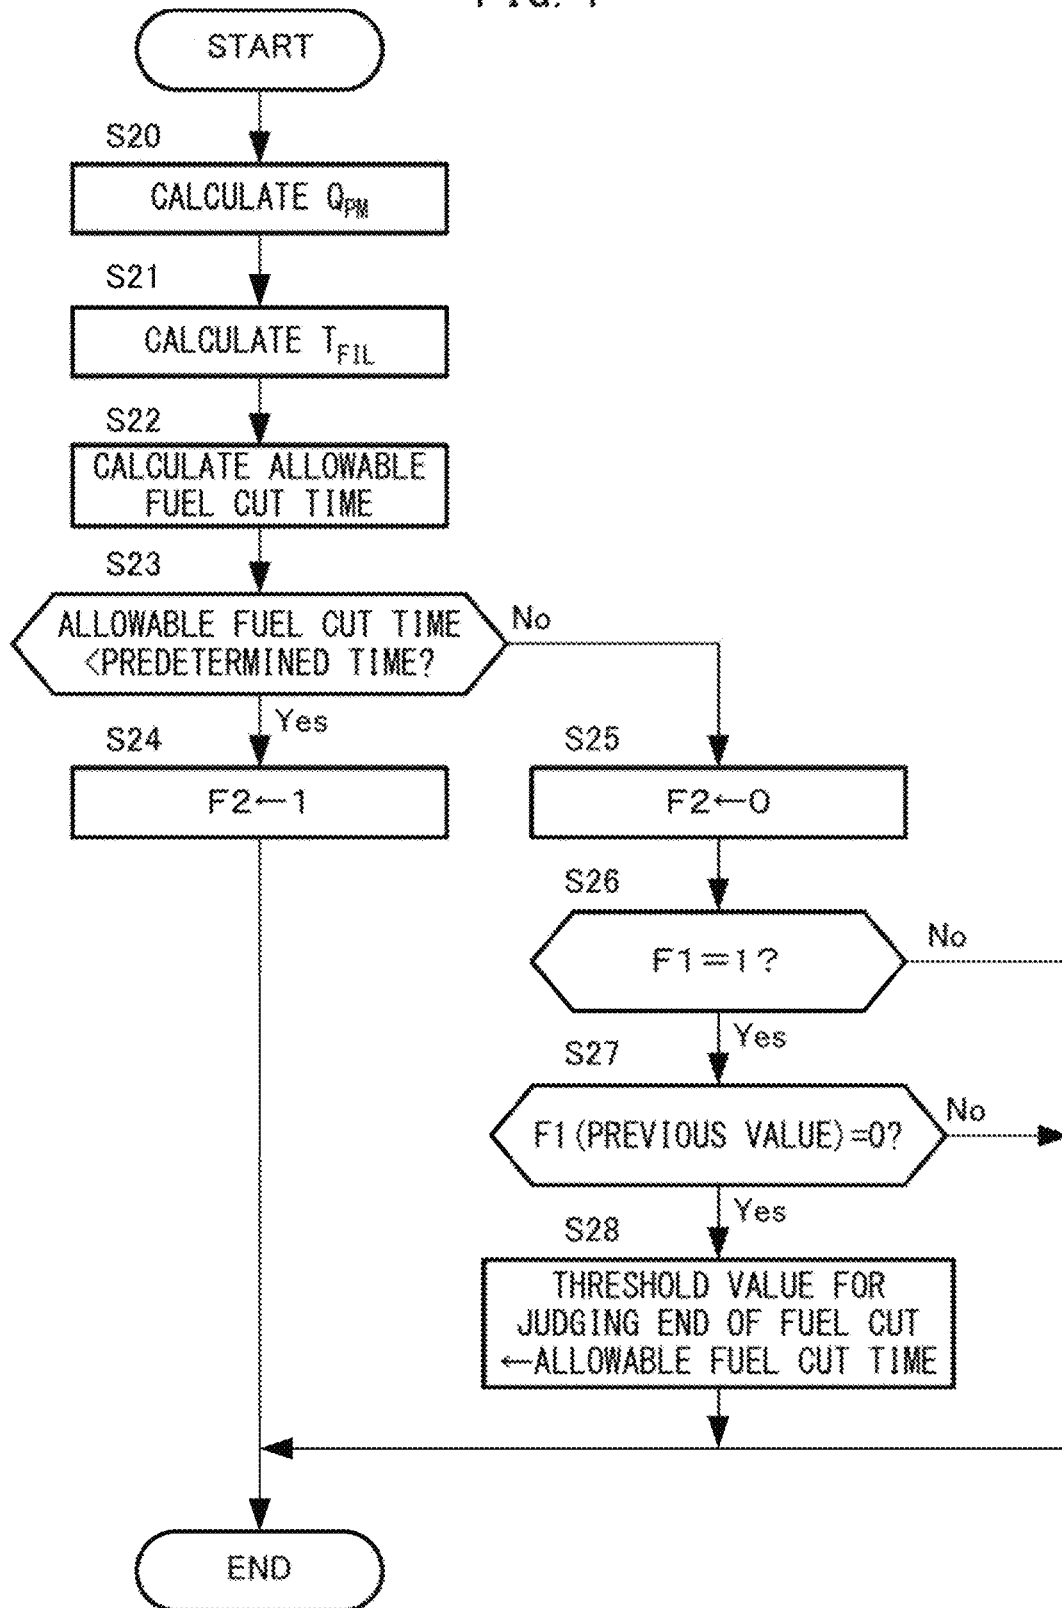 START
S20
CALCULATE QPM
S21
CALCULATE TFIL
S22
CALCULATE ALLOWABLE
FUEL CUT TIME
S23
ALLOWABLE FUEL CUT TIME
<PREDETERMINED TIME?
No
Yes
S24
F2←1
S25
F2←0
S26
F1=1?
No
Yes
S27
F1(PREVIOUS VALUE)=0?
No
Yes
S28
THRESHOLD VALUE FOR
JUDGING END OF FUEL CUT
←ALLOWABLE FUEL CUT TIME
END